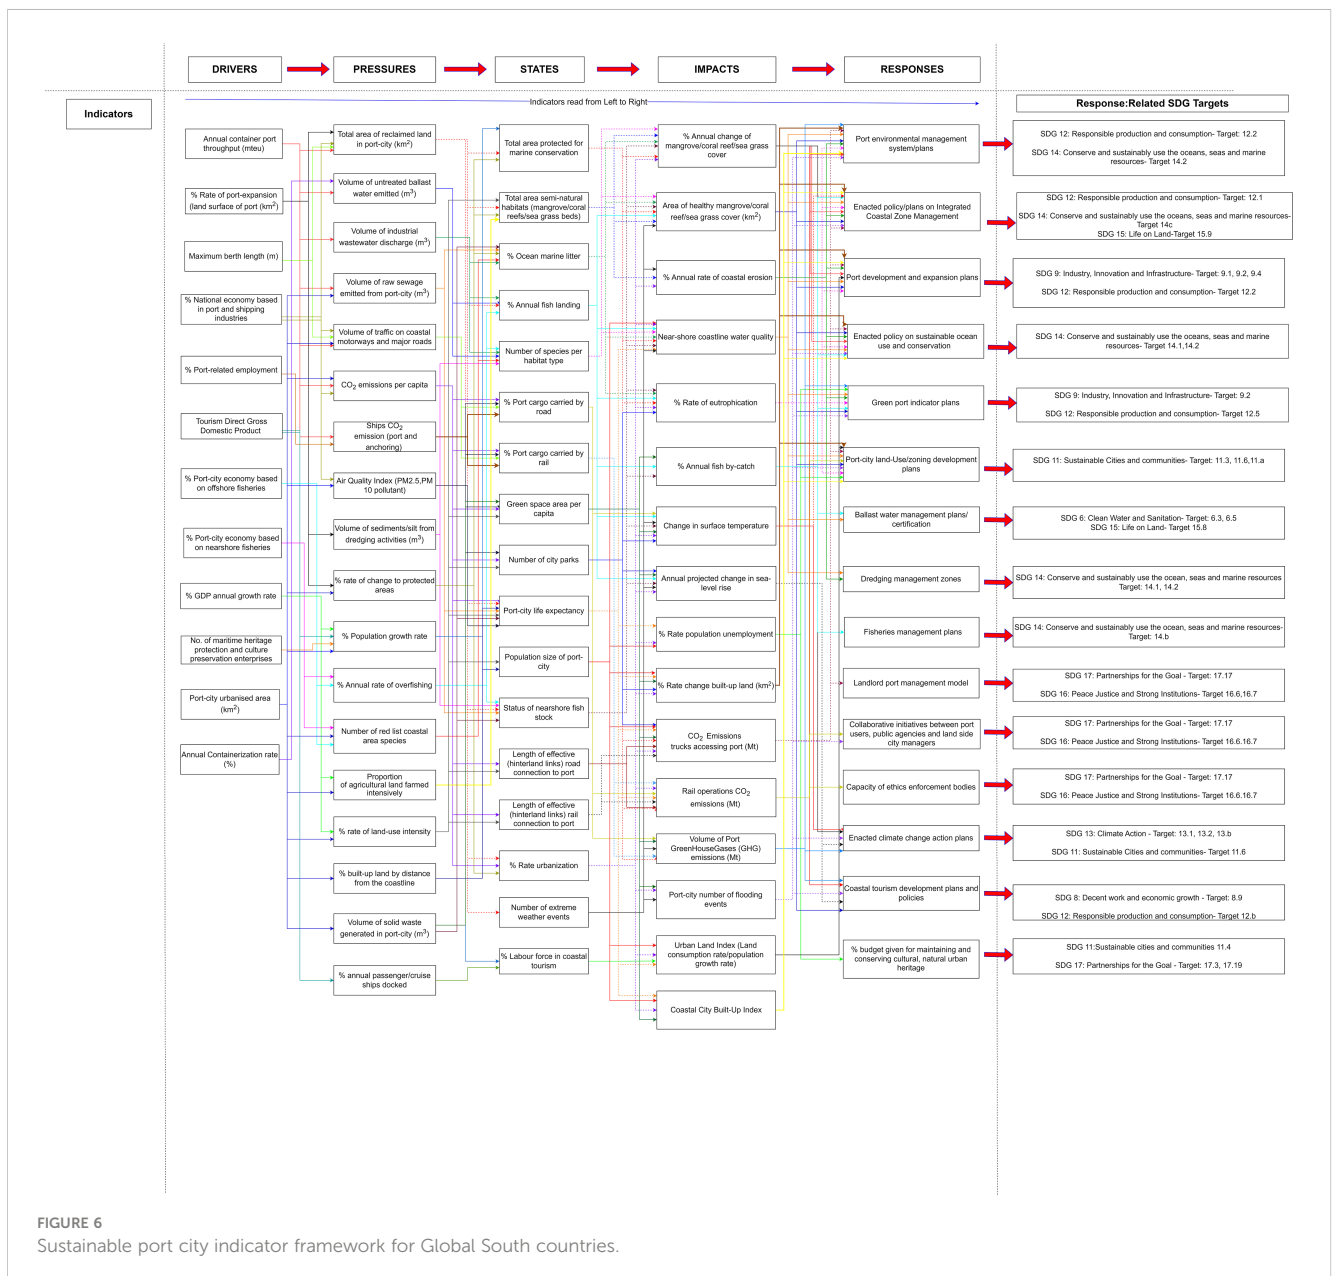 DRIVERS
PRESSURES
STATES
IMPACTS
RESPONSES
Indicators read from Left to Right
Indicators
Response:Related SDG Targets
Annual container port
throughput (mteu)
% Rate of port-expansion
(land surface of port (km²)
Maximum berth length (m)
% National economy based
in port and shipping
industries
% Port-related employment
Tourism Direct Gross
Domestic Product
% Port-city economy based
on offshore fisheries
% Port-city economy based
on nearshore fisheries
% GDP annual growth rate
No. of maritime heritage
protection and culture
preservation enterprises
Port-city urbanised area
(km²)
Annual Containerization rate
(%)
Total area of reclaimed land
in port-city (km²)
Volume of untreated ballast
water emitted (m³)
Volume of industrial
wastewater discharge (m³)
Volume of raw sewage
emitted from port-city (m³)
Volume of traffic on coastal
motorways and major roads
CO₂ emissions per capita
Ships CO₂
emission (port and
anchoring)
Air Quality Index (PM2.5,PM
10 pollutant)
Volume of sediments/silt from
dredging activities (m³)
% rate of change to protected
areas
% Population growth rate
% Annual rate of overfishing
Number of red list coastal
area species
Proportion
of agricultural land farmed
intensively
% rate of land-use intensity
% built-up land by distance
from the coastline
Volume of solid waste
generated in port-city (m³)
% annual passenger/cruise
ships docked
Total area protected for
marine conservation
Total area semi-natural
habitats (mangrove/coral
reefs/sea grass beds)
% Ocean marine litter
% Annual fish landing
Number of species per
habitat type
% Port cargo carried by
road
% Port cargo carried by
rail
Green space area per
capita
Number of city parks
Port-city life expectancy
Population size of port-
city
Status of nearshore fish
stock
Length of effective
(hinterland links) road
connection to port
Length of effective
(hinterland links) rail
connection to port
% Rate urbanization
Number of extreme
weather events
% Labour force in coastal
tourism
% Annual change of
mangrove/coral reef/sea grass
cover
Area of healthy mangrove/coral
reef/sea grass cover (km²)
% Annual rate of coastal erosion
Near-shore coastline water quality
% Rate of eutrophication
% Annual fish by-catch
Change in surface temperature
Annual projected change in sea-
level rise
% Rate population unemployment
% Rate change built-up land (km²)
CO₂ Emissions
trucks accessing port (Mt)
Rail operations CO₂
emissions (Mt)
Volume of Port
GreenHouseGases (GHG)
emissions (Mt)
Port-city number of flooding
events
Urban Land Index (Land
consumption rate/population
growth rate)
Coastal City Built-Up Index
Port environmental management
system/plans
Enacted policy/plans on Integrated
Coastal Zone Management
Port development and expansion plans
Enacted policy on sustainable ocean
use and conservation
Green port indicator plans
Port-city land-Use/zoning development
plans
Ballast water management plans/
certification
Dredging management zones
Fisheries management plans
Landlord port management model
Collaborative initiatives between port
users, public agencies and land side
city managers
Capacity of ethics enforcement bodies
Enacted climate change action plans
Coastal tourism development plans and
policies
% budget given for maintaining and
conserving cultural, natural urban
heritage
SDG 12: Responsible production and consumption- Target: 12.2
SDG 14: Conserve and sustainably use the oceans, seas and marine
resources- Target 14.2
SDG 12: Responsible production and consumption- Target: 12.1
SDG 14: Conserve and sustainably use the oceans, seas and marine resources-
Target 14c
SDG 15: Life on Land-Target 15.9
SDG 9: Industry, Innovation and Infrastructure- Target: 9.1, 9.2, 9.4
SDG 12: Responsible production and consumption- Target 12.2
SDG 14: Conserve and sustainably use the oceans, seas and marine
resources- Target 14.1,14.2
SDG 9: Industry, Innovation and Infrastructure- Target: 9.2
SDG 12: Responsible production and consumption- Target 12.5
SDG 11: Sustainable Cities and communities- Target: 11.3, 11.6,11.a
SDG 6: Clean Water and Sanitation- Target: 6.3, 6.5
SDG 15: Life on Land- Target 15.8
SDG 14: Conserve and sustainably use the ocean, seas and marine resources
Target: 14.1, 14.2
SDG 14: Conserve and sustainably use the ocean, seas and marine resources-
Target: 14.b
SDG 17: Partnerships for the Goal - Target: 17.17
SDG 16: Peace Justice and Strong Institutions- Target 16.6,16.7
SDG 17: Partnerships for the Goal - Target: 17.17
SDG 16: Peace Justice and Strong Institutions- Target 16.6.16.7
SDG 17: Partnerships for the Goal - Target: 17.17
SDG 16: Peace Justice and Strong Institutions- Target 16.6.16.7
SDG 13: Climate Action - Target: 13.1, 13.2, 13.b
SDG 11: Sustainable Cities and communities- Target 11.6
SDG 8: Decent work and economic growth - Target: 8.9
SDG 12: Responsible production and consumption- Target 12.b
SDG 11:Sustainable cities and communities 11.4
SDG 17: Partnerships for the Goal - Target: 17.3, 17.19
FIGURE 6
Sustainable port city indicator framework for Global South countries.